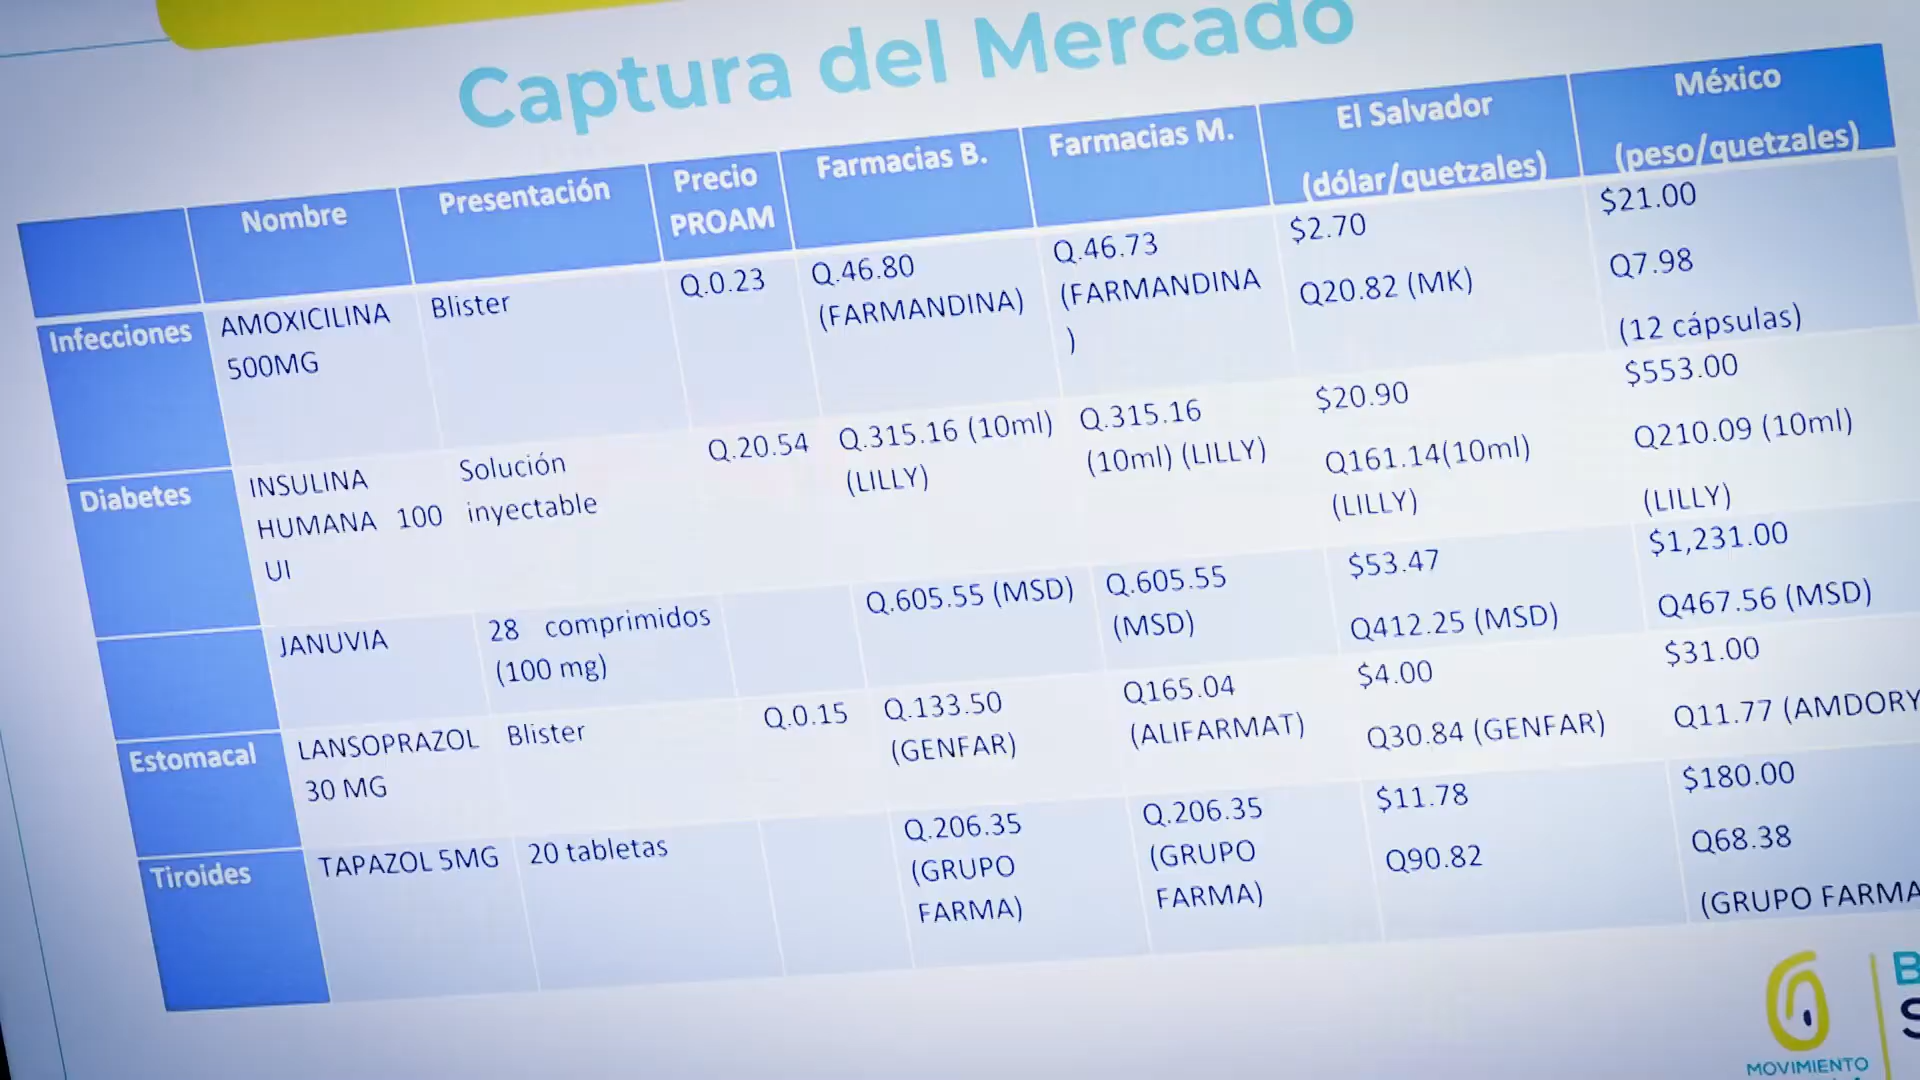 Captura del Mercado
Nombre
Presentación
Precio
PROAM
Farmacias B.
Farmacias M.
El Salvador
(dólar/quetzales)
México
(peso/quetzales)
Infecciones
AMOXICILINA
500MG
Blister
Q.0.23
Q.46.80
(FARMANDINA)
Q.46.73
(FARMANDINA
)
$2.70
Q20.82 (MK)
$21.00
Q7.98
(12 cápsulas)
Diabetes
INSULINA
HUMANA 100
UI
Solución
inyectable
Q.20.54
Q.315.16 (10ml)
(LILLY)
Q.315.16
(10ml) (LILLY)
$20.90
Q161.14(10ml)
(LILLY)
$553.00
Q210.09 (10ml)
(LILLY)
JANUVIA
28 comprimidos
(100 mg)
Q.605.55 (MSD)
Q.605.55
(MSD)
$53.47
Q412.25 (MSD)
$1,231.00
Q467.56 (MSD)
Estomacal
LANSOPRAZOL
30 MG
Blister
Q.0.15
Q.133.50
(GENFAR)
Q165.04
(ALIFARMAT)
$4.00
Q30.84 (GENFAR)
$31.00
Q11.77 (AMDORY
Tiroides
TAPAZOL 5MG
20 tabletas
Q.206.35
(GRUPO
FARMA)
Q.206.35
(GRUPO
FARMA)
$11.78
Q90.82
$180.00
Q68.38
(GRUPO FARMA
MOVIMIENTO
B
S